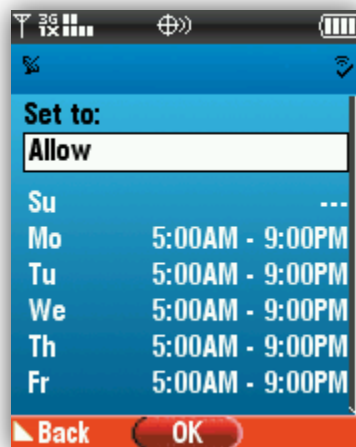 3G
1X
Set to:
Allow
Su ---
Mo 5:00AM - 9:00PM
Tu 5:00AM - 9:00PM
We 5:00AM - 9:00PM
Th 5:00AM - 9:00PM
Fr 5:00AM - 9:00PM
Back OK